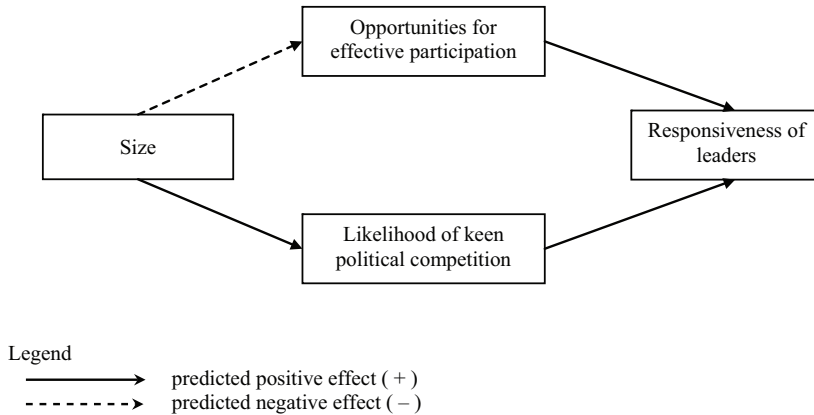 Opportunities for
effective participation
Size
Responsiveness of
leaders
Likelihood of keen
political competition
Legend
predicted positive effect ( + )
predicted negative effect ( – )